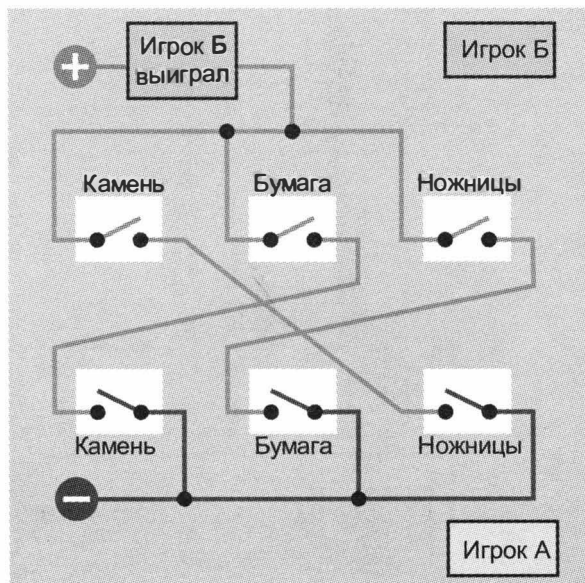 +
Игрок Б
выиграл
Игрок Б
Камень
Бумага
Ножницы
Камень
Бумага
Ножницы
−
Игрок А